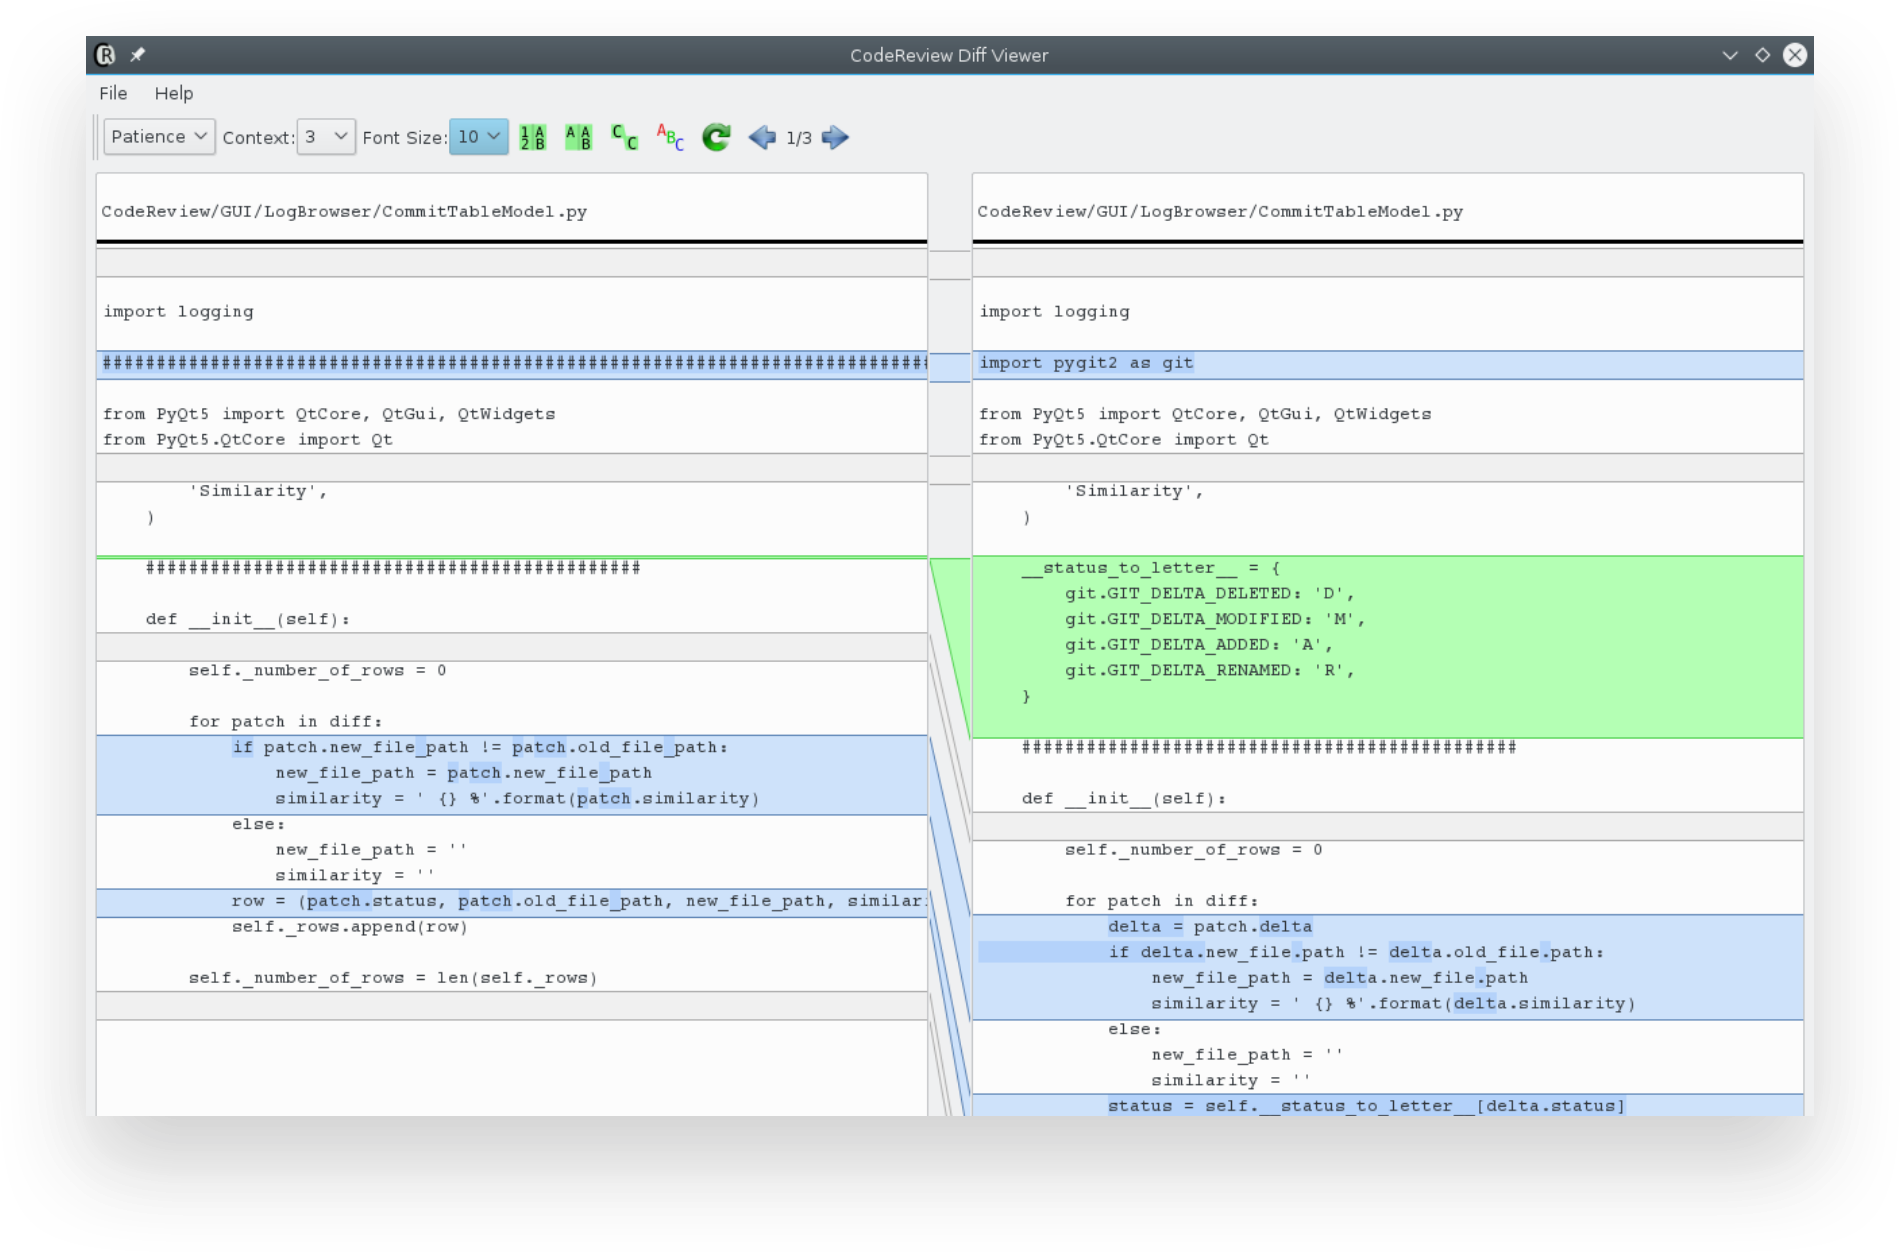 CodeReview Diff Viewer
File Help
Patience Context: 3 Font Size: 10 1 2 A B A A B C C A B C 1/3
CodeReview/GUI/LogBrowser/CommitTableModel.py
import logging
#############################################################################
from PyQt5 import QtCore, QtGui, QtWidgets
from PyQt5.QtCore import Qt
'Similarity',
)
##############################################
def __init__(self):
self._number_of_rows = 0
for patch in diff:
if patch.new_file_path != patch.old_file_path:
new_file_path = patch.new_file_path
similarity = ' {} %'.format(patch.similarity)
else:
new_file_path = ''
similarity = ''
row = (patch.status, patch.old_file_path, new_file_path, similar
self._rows.append(row)
self._number_of_rows = len(self._rows)
CodeReview/GUI/LogBrowser/CommitTableModel.py
import logging
import pygit2 as git
from PyQt5 import QtCore, QtGui, QtWidgets
from PyQt5.QtCore import Qt
'Similarity',
)
__status_to_letter__ = {
git.GIT_DELTA_DELETED: 'D',
git.GIT_DELTA_MODIFIED: 'M',
git.GIT_DELTA_ADDED: 'A',
git.GIT_DELTA_RENAMED: 'R',
}
##############################################
def __init__(self):
self._number_of_rows = 0
for patch in diff:
delta = patch.delta
if delta.new_file.path != delta.old_file.path:
new_file_path = delta.new_file.path
similarity = ' {} %'.format(delta.similarity)
else:
new_file_path = ''
similarity = ''
status = self.__status_to_letter__[delta.status]